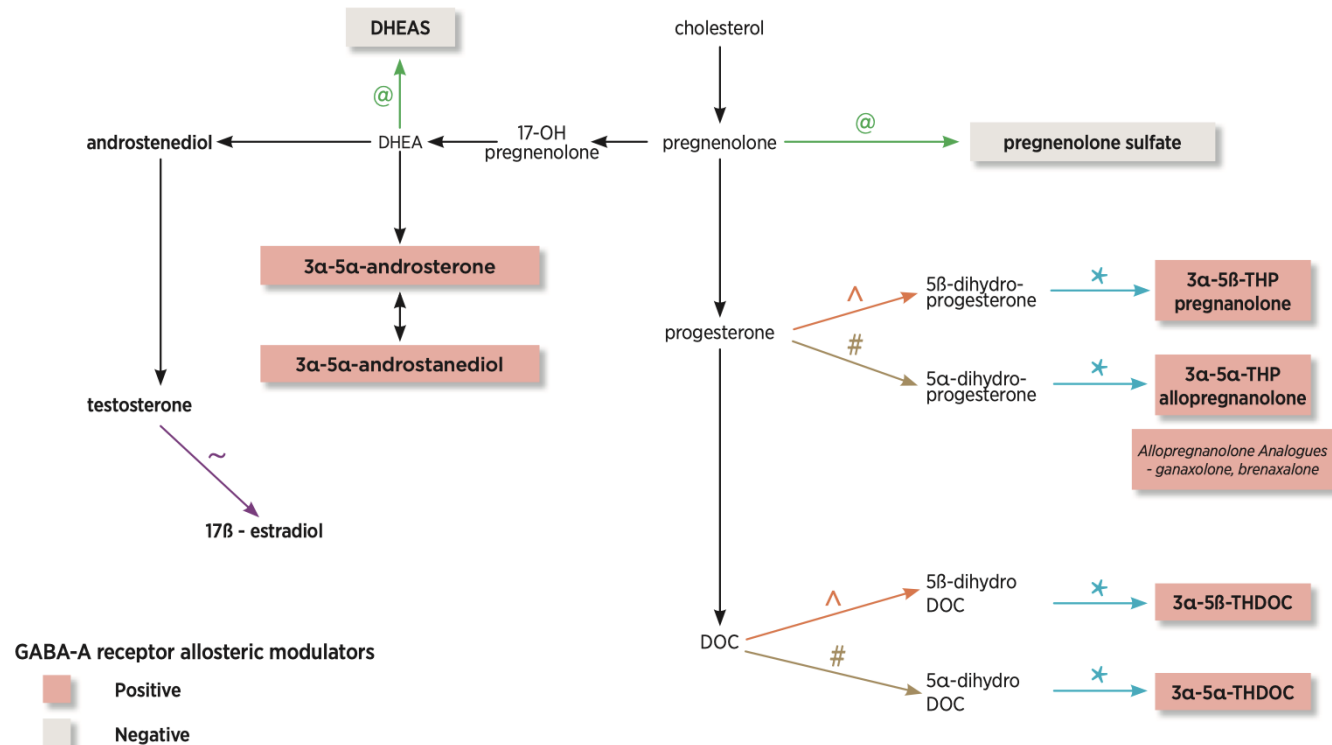 DHEAS
cholesterol
@
androstenediol
DHEA
17-OH
pregnenolone
pregnenolone
@
pregnenolone sulfate
3α-5α-androsterone
3α-5α-androstanediol
testosterone
~
17ß - estradiol
progesterone
^
5ß-dihydro-
progesterone
*
3α-5ß-THP
pregnanolone
#
5α-dihydro-
progesterone
*
3α-5α-THP
allopregnanolone
Allopregnanolone Analogues
- ganaxolone, brenaxalone
DOC
^
5ß-dihydro
DOC
*
3α-5ß-THDOC
#
5α-dihydro
DOC
*
3α-5α-THDOC
GABA-A receptor allosteric modulators
Positive
Negative